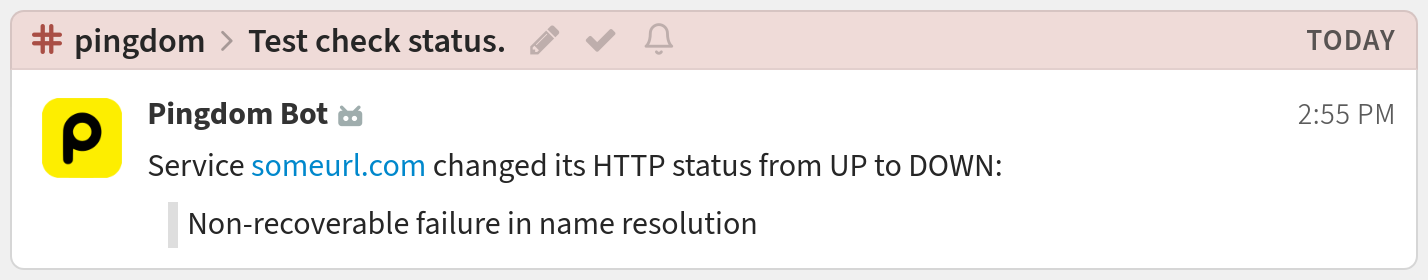 # pingdom > Test check status. TODAY
Pingdom Bot 2:55 PM
Service someurl.com changed its HTTP status from UP to DOWN:
Non-recoverable failure in name resolution